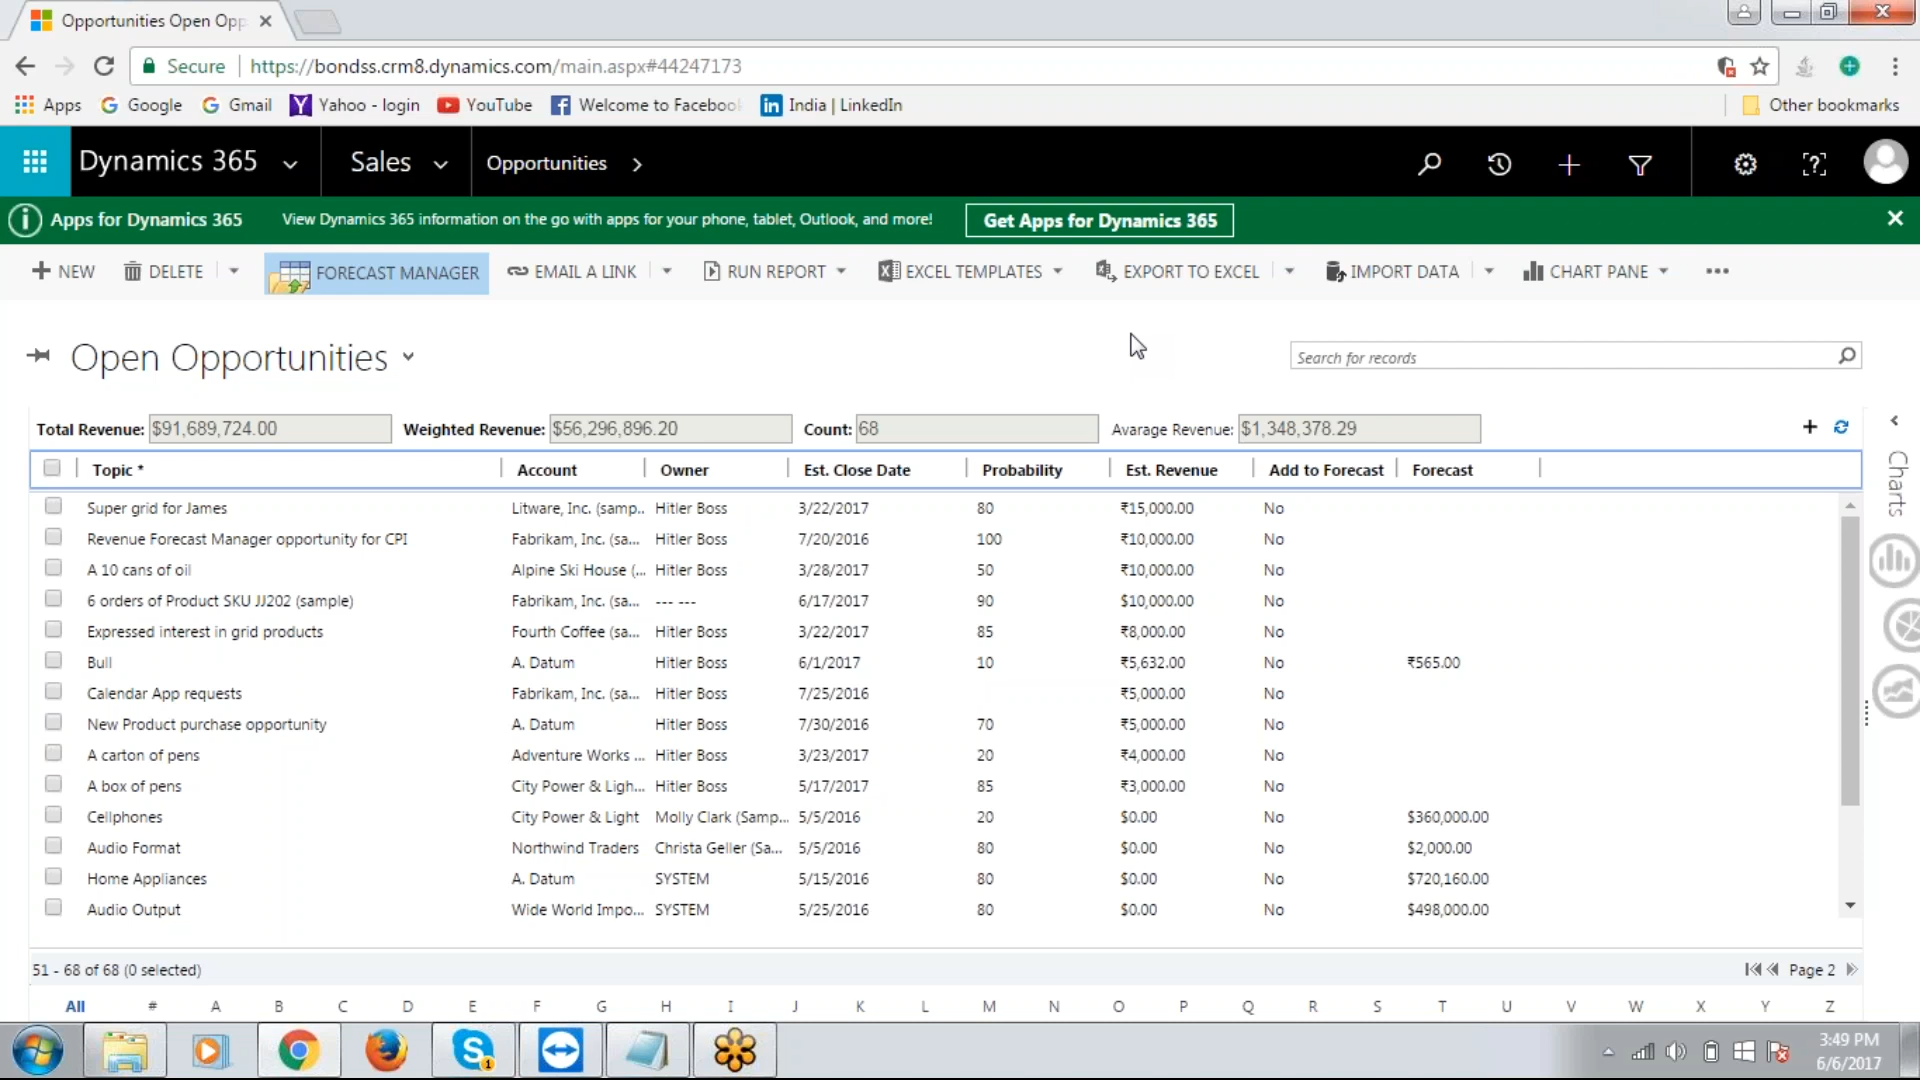 Opportunities Open Opp
Secure https://bondss.crm8.dynamics.com/main.aspx#44247173
Apps Google Gmail Yahoo - login YouTube Welcome to Facebook India | LinkedIn Other bookmarks
Dynamics 365 Sales Opportunities
Apps for Dynamics 365 View Dynamics 365 information on the go with apps for your phone, tablet, Outlook, and more! Get Apps for Dynamics 365
NEW DELETE FORECAST MANAGER EMAIL A LINK RUN REPORT EXCEL TEMPLATES EXPORT TO EXCEL IMPORT DATA CHART PANE
Open Opportunities Search for records
Total Revenue: $91,689,724.00 Weighted Revenue: $56,296,896.20 Count: 68 Avarage Revenue: $1,348,378.29
Topic * Account Owner Est. Close Date Probability Est. Revenue Add to Forecast Forecast
Super grid for James Litware, Inc. (samp... Hitler Boss 3/22/2017 80 ₹15,000.00 No
Revenue Forecast Manager opportunity for CPI Fabrikam, Inc. (sa... Hitler Boss 7/20/2016 100 ₹10,000.00 No
A 10 cans of oil Alpine Ski House (... Hitler Boss 3/28/2017 50 ₹10,000.00 No
6 orders of Product SKU JJ202 (sample) Fabrikam, Inc. (sa... --- --- 6/17/2017 90 $10,000.00 No
Expressed interest in grid products Fourth Coffee (sa... Hitler Boss 3/22/2017 85 ₹8,000.00 No
Bull A. Datum Hitler Boss 6/1/2017 10 ₹5,632.00 No ₹565.00
Calendar App requests Fabrikam, Inc. (sa... Hitler Boss 7/25/2016 ₹5,000.00 No
New Product purchase opportunity A. Datum Hitler Boss 7/30/2016 70 ₹5,000.00 No
A carton of pens Adventure Works ... Hitler Boss 3/23/2017 20 ₹4,000.00 No
A box of pens City Power & Ligh... Hitler Boss 5/17/2017 85 ₹3,000.00 No
Cellphones City Power & Light Molly Clark (Samp... 5/5/2016 20 $0.00 No $360,000.00
Audio Format Northwind Traders Christa Geller (Sa... 5/5/2016 80 $0.00 No $2,000.00
Home Appliances A. Datum SYSTEM 5/15/2016 80 $0.00 No $720,160.00
Audio Output Wide World Impo... SYSTEM 5/25/2016 80 $0.00 No $498,000.00
Charts
51 - 68 of 68 (0 selected) Page 2
All # A B C D E F G H I J K L M N O P Q R S T U V W X Y Z
3:49 PM
6/6/2017